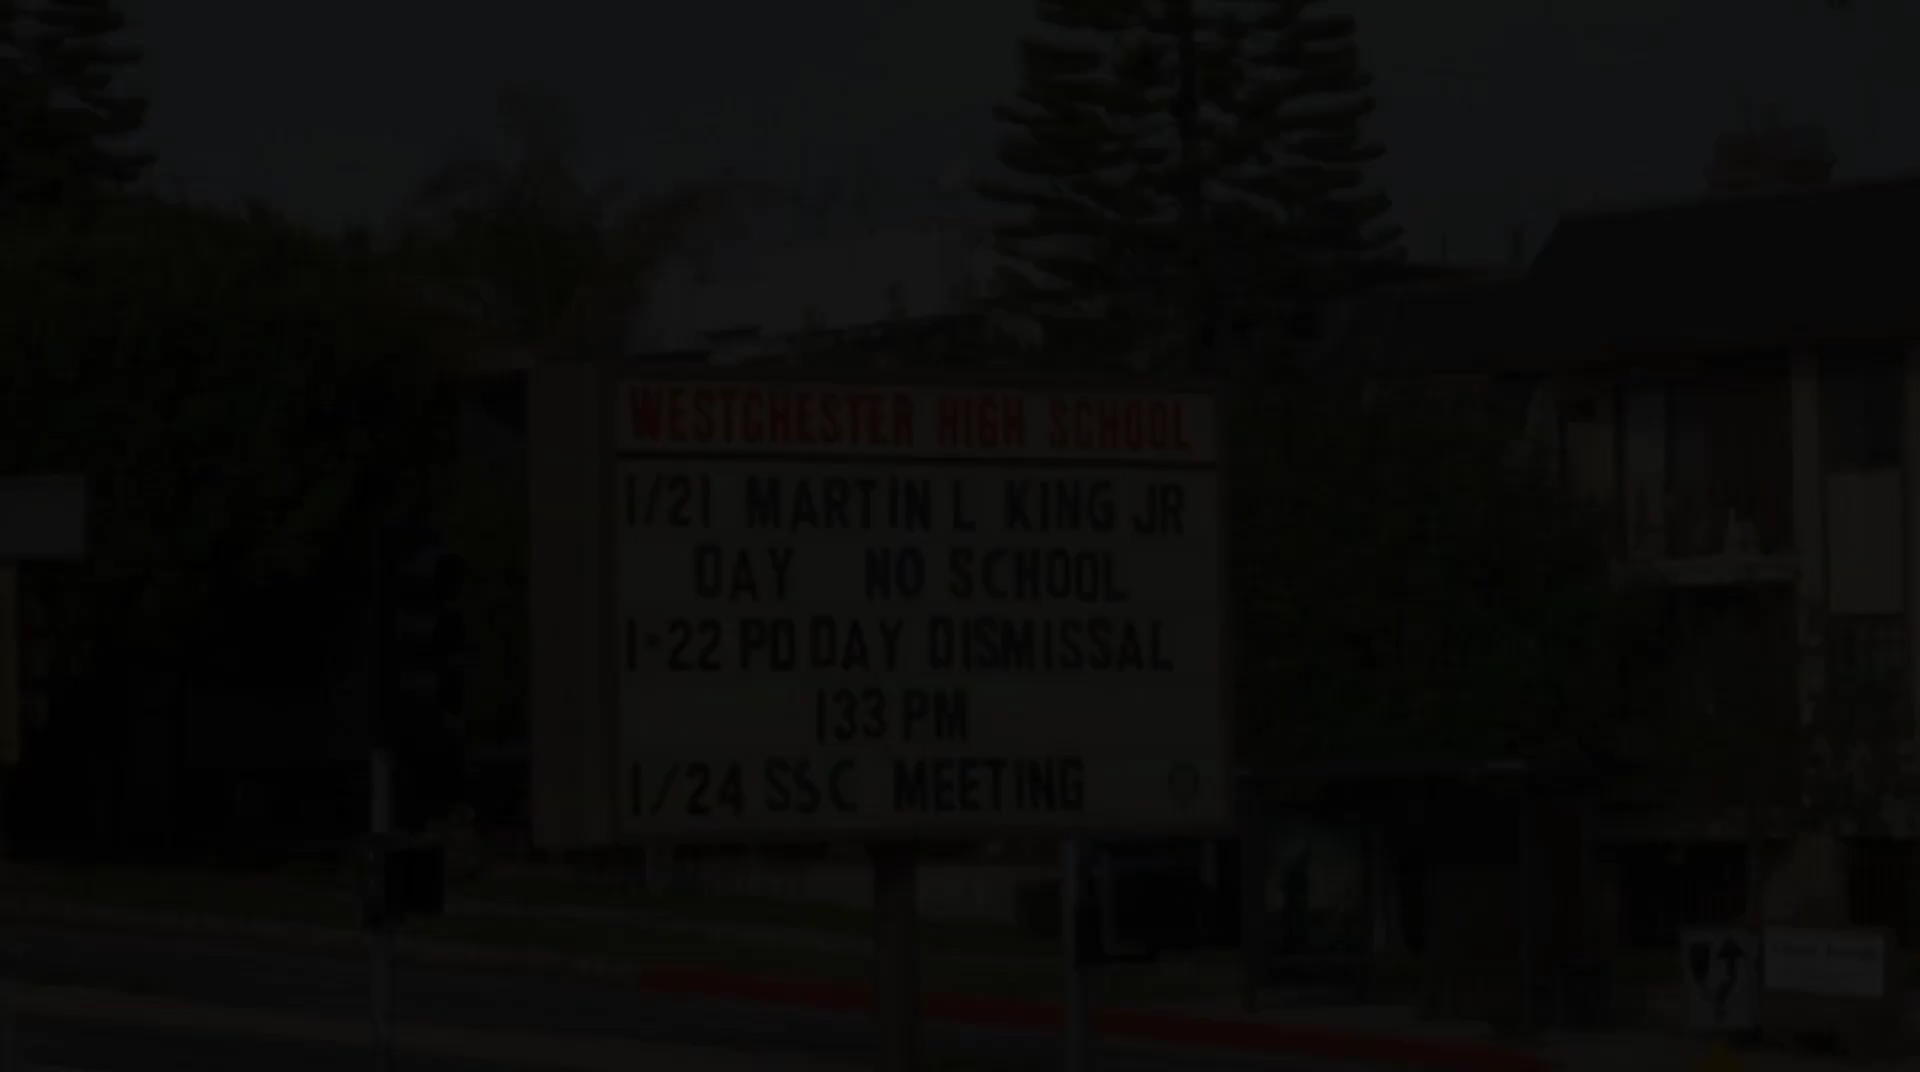 WESTCHESTER HIGH SCHOOL
1/21 MARTIN L KING JR
DAY NO SCHOOL
1-22 PD DAY DISMISSAL
133 PM
1/24 SSC MEETING